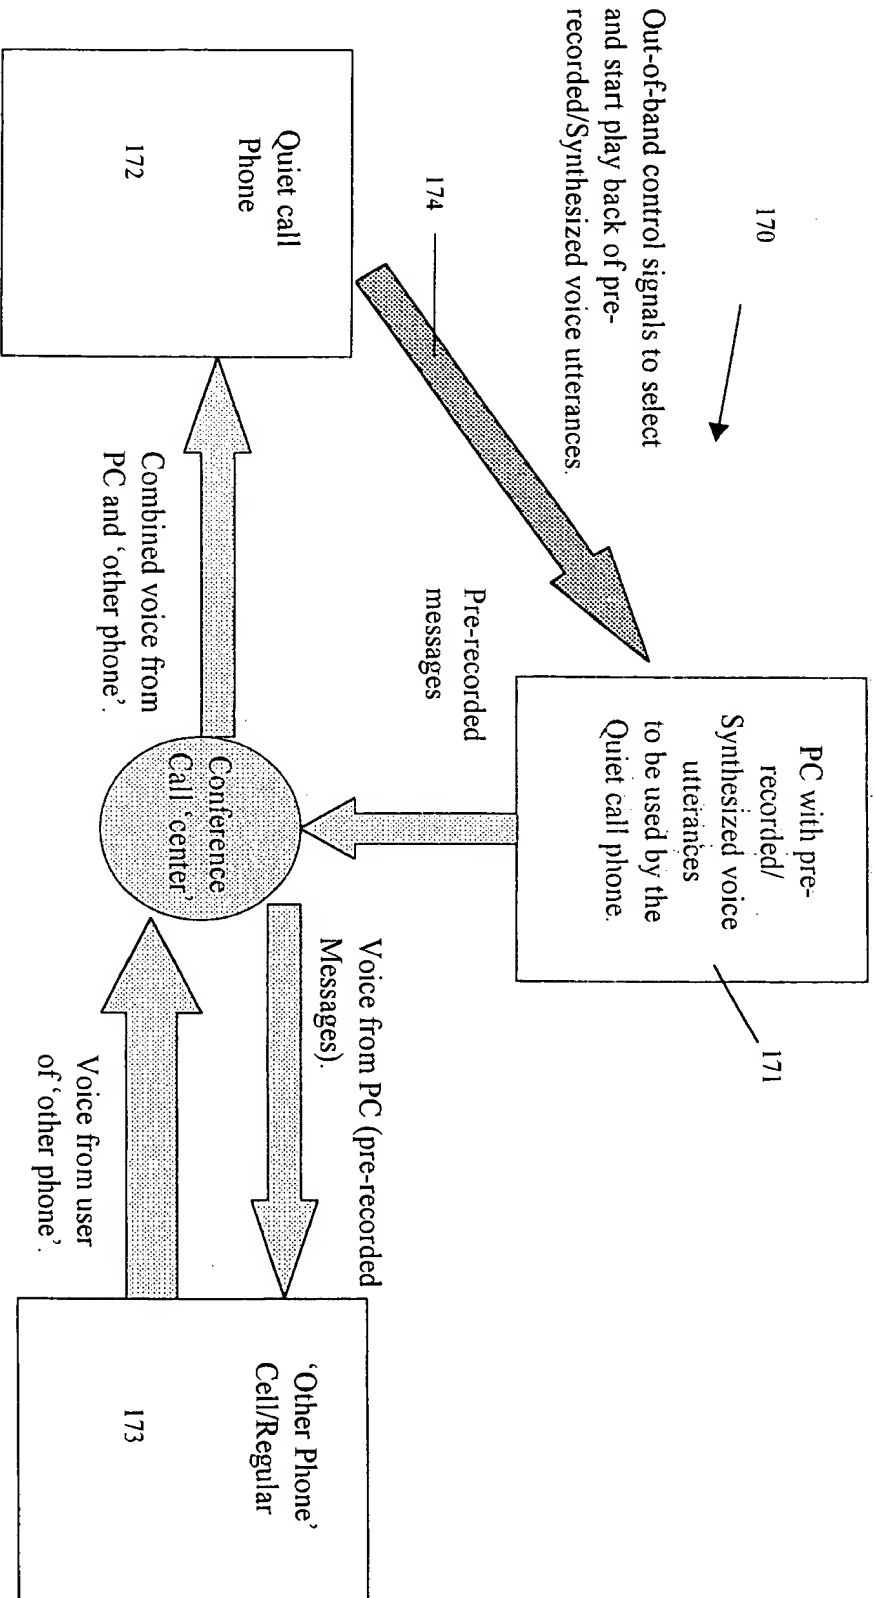 170
Out-of-band control signals to select
and start play back of pre-
recorded/Synthesized voice utterances.
174
PC with pre-
recorded/
Synthesized voice
utterances
to be used by the
Quiet call phone.
171
Pre-recorded
messages
Quiet call
Phone
172
Combined voice from
PC and ‘other phone’.
Conference
Call ‘center’
Voice from PC (pre-recorded
Messages).
Voice from user
of ‘other phone’.
‘Other Phone’
Cell/Regular
173